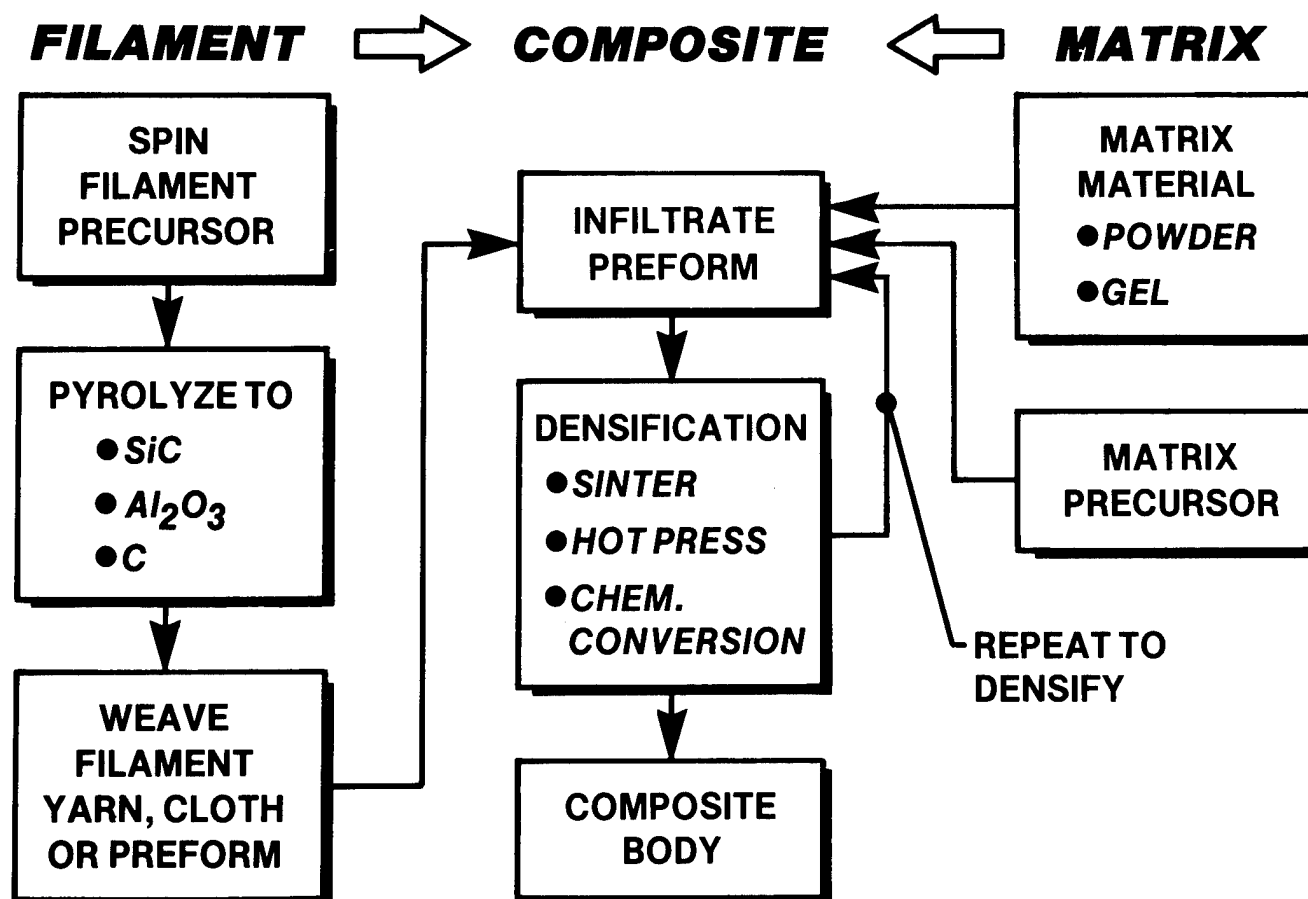 FILAMENT
COMPOSITE
MATRIX
SPIN
FILAMENT
PRECURSOR
PYROLYZE TO
● SiC
● Al₂O₃
● C
WEAVE
FILAMENT
YARN, CLOTH
OR PREFORM
INFILTRATE
PREFORM
DENSIFICATION
● SINTER
● HOT PRESS
● CHEM.
CONVERSION
COMPOSITE
BODY
MATRIX
MATERIAL
● POWDER
● GEL
MATRIX
PRECURSOR
REPEAT TO
DENSIFY